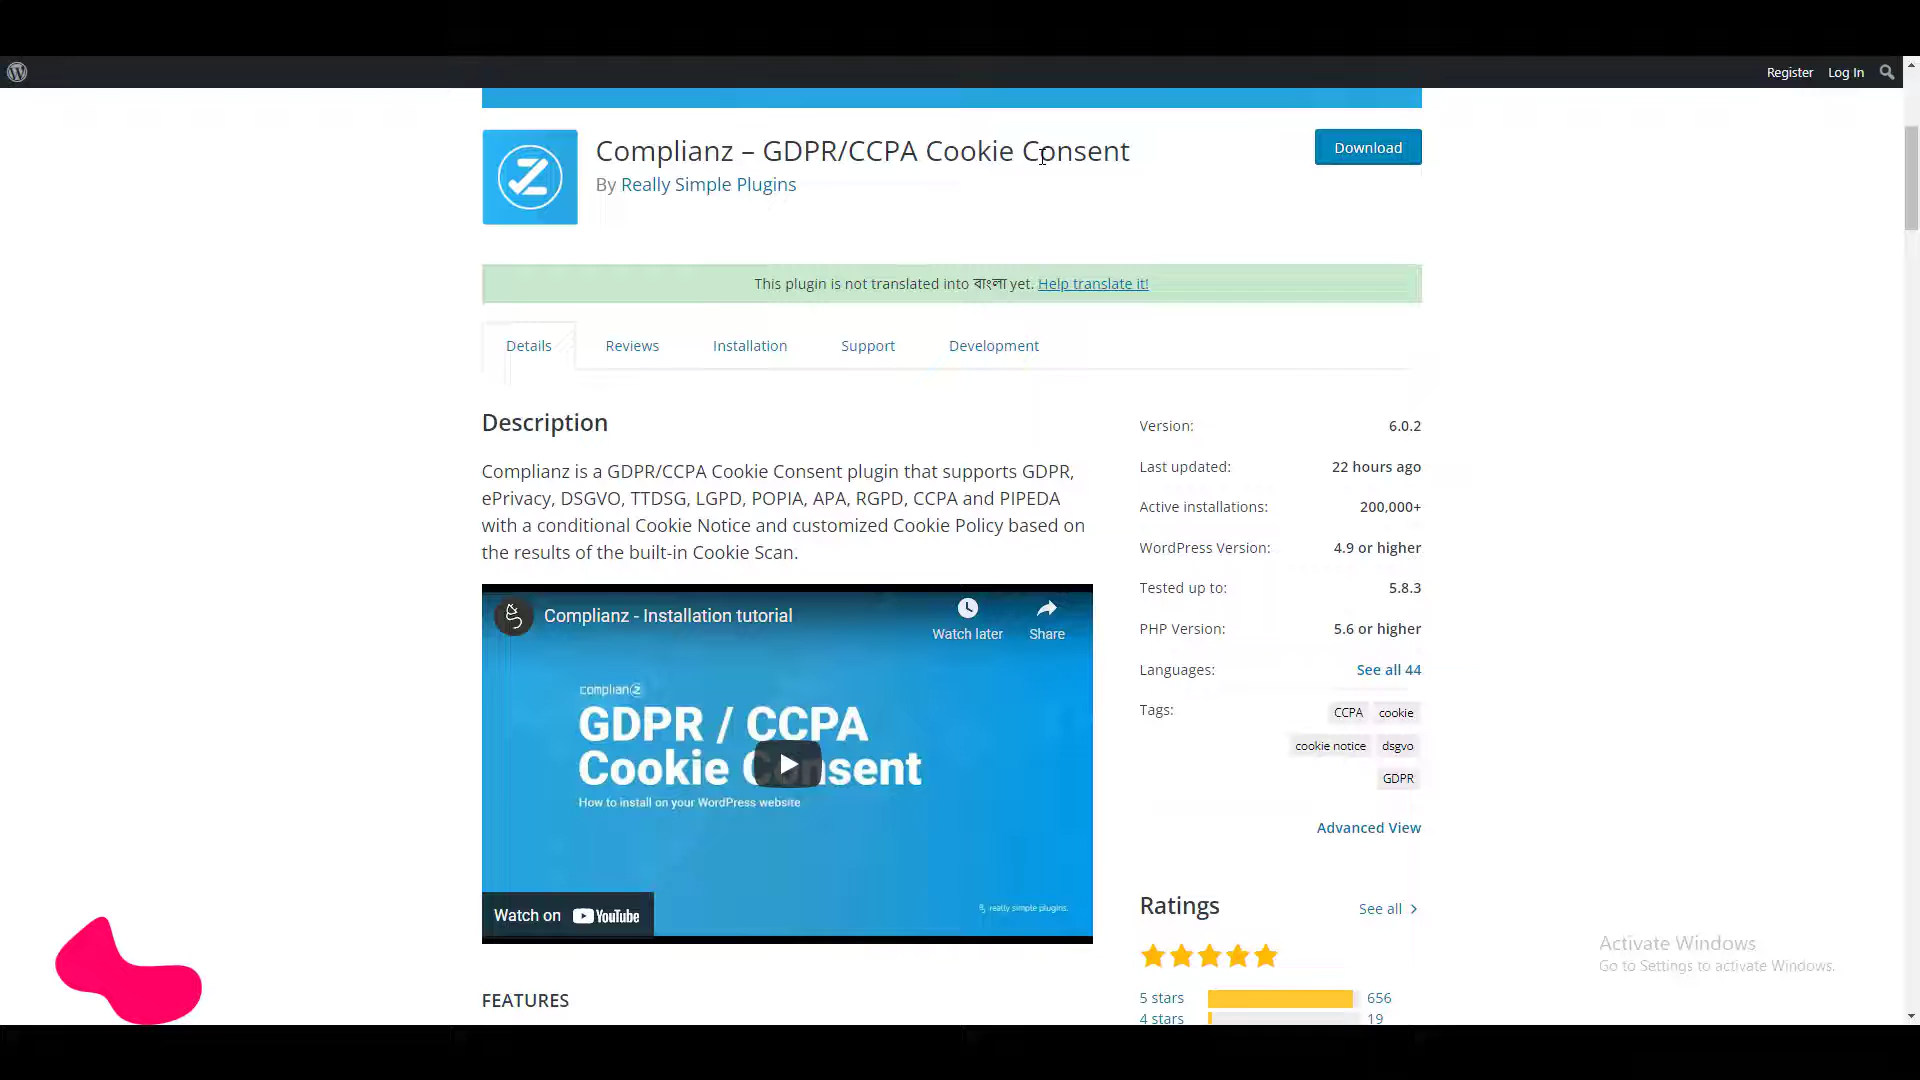 Register Log In
Complianz – GDPR/CCPA Cookie Consent
Download
By Really Simple Plugins
This plugin is not translated into বাংলা yet. Help translate it!
Details Reviews Installation Support Development
Description
Complianz is a GDPR/CCPA Cookie Consent plugin that supports GDPR,
ePrivacy, DSGVO, TTDSG, LGPD, POPIA, APA, RGPD, CCPA and PIPEDA
with a conditional Cookie Notice and customized Cookie Policy based on
the results of the built-in Cookie Scan.
Complianz - Installation tutorial
Watch later Share
complianz
GDPR / CCPA
Cookie Consent
How to install on your WordPress website
Watch on YouTube
really simple plugins.
FEATURES
Version: 6.0.2
Last updated: 22 hours ago
Active installations: 200,000+
WordPress Version: 4.9 or higher
Tested up to: 5.8.3
PHP Version: 5.6 or higher
Languages: See all 44
Tags: CCPA cookie
cookie notice dsgvo
GDPR
Advanced View
Ratings See all
5 stars 656
4 stars 19
Activate Windows
Go to Settings to activate Windows.